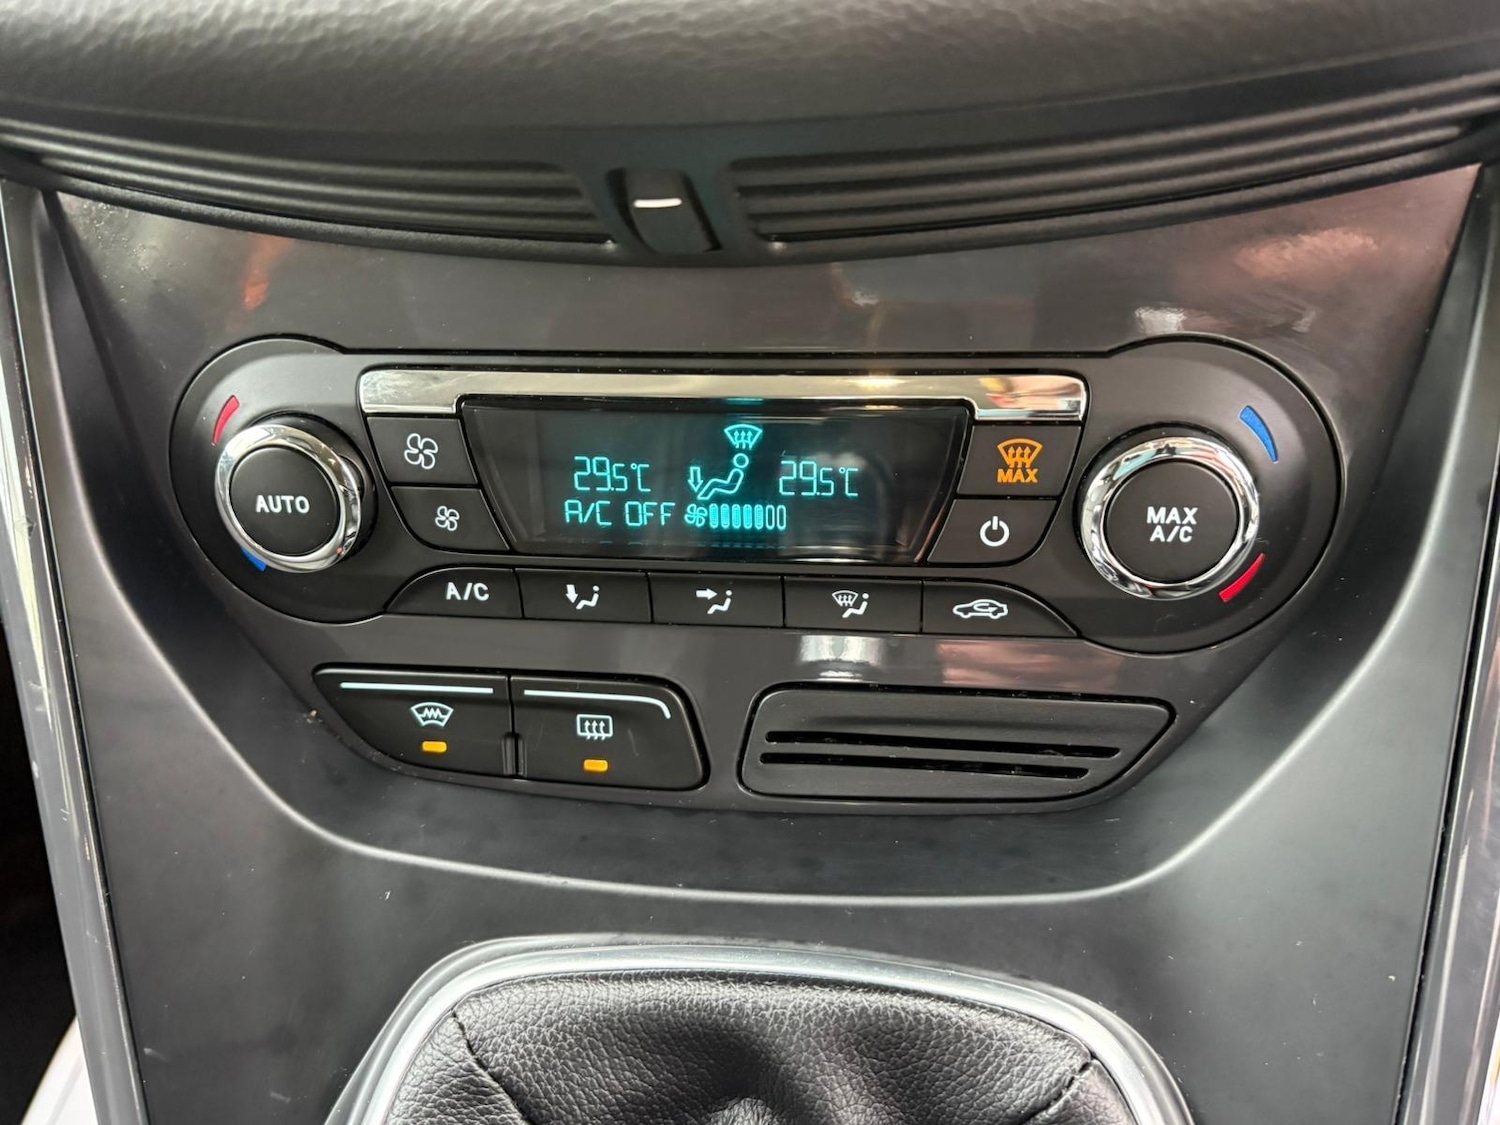 29.5°C 29.5°C
A/C OFF
AUTO
MAX
MAX
A/C
A/C